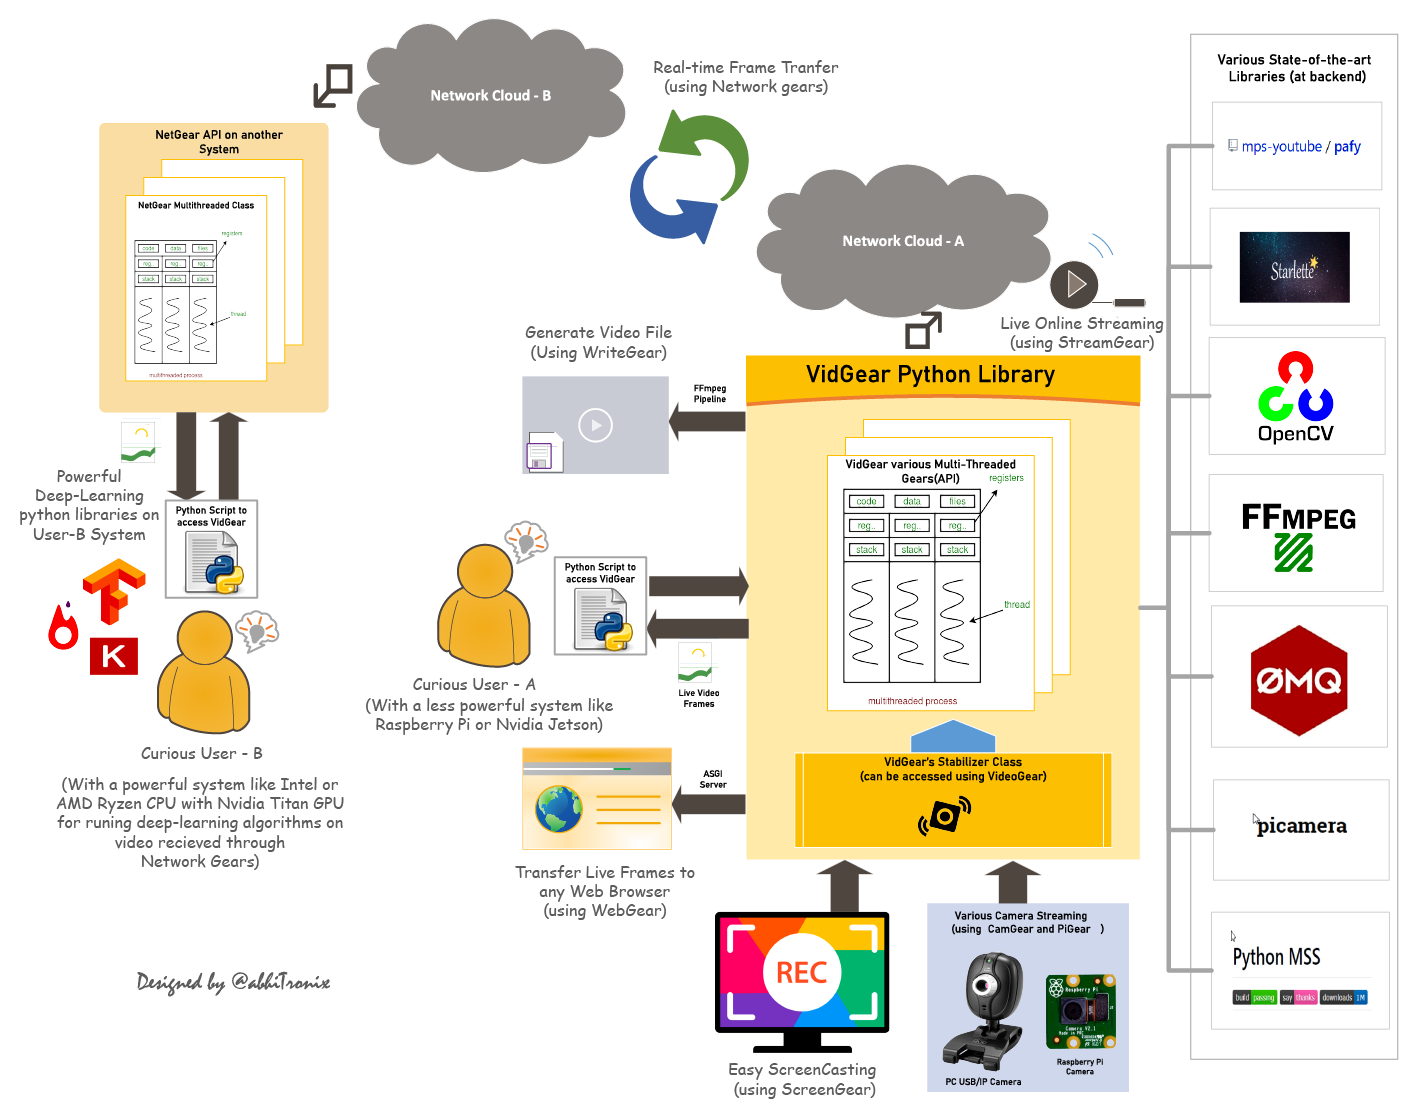 Network Cloud - B
Real-time Frame Tranfer
(using Network gears)
Network Cloud - A
Live Online Streaming
(using StreamGear)
NetGear API on another
System
NetGear Multithreaded Class
registers
code data files
reg.. reg.. reg..
stack stack stack
thread
multithreaded process
Powerful
Deep-Learning
python libraries on
User-B System
Python Script to
access VidGear
K
Curious User - B
(With a powerful system like Intel or
AMD Ryzen CPU with Nvidia Titan GPU
for runing deep-learning algorithms on
video recieved through
Network Gears)
Generate Video File
(Using WriteGear)
FFmpeg
Pipeline
Python Script to
access VidGear
Curious User - A
(With a less powerful system like
Raspberry Pi or Nvidia Jetson)
Live Video
Frames
ASGI
Server
Transfer Live Frames to
any Web Browser
(using WebGear)
VidGear Python Library
VidGear various Multi-Threaded
Gears(API)
registers
code data files
reg.. reg.. reg..
stack stack stack
thread
multithreaded process
VidGear's Stabilizer Class
(can be accessed using VideoGear)
REC
Easy ScreenCasting
(using ScreenGear)
Various Camera Streaming
(using CamGear and PiGear )
Raspberry Pi
Camera V2.1
PC USB/IP Camera
Raspberry Pi
Camera
Various State-of-the-art
Libraries (at backend)
mps-youtube / pafy
Starlette
OpenCV
FFMPEG
ØMQ
picamera
Python MSS
build passing say thanks downloads 1M
Designed by @abhiTronix